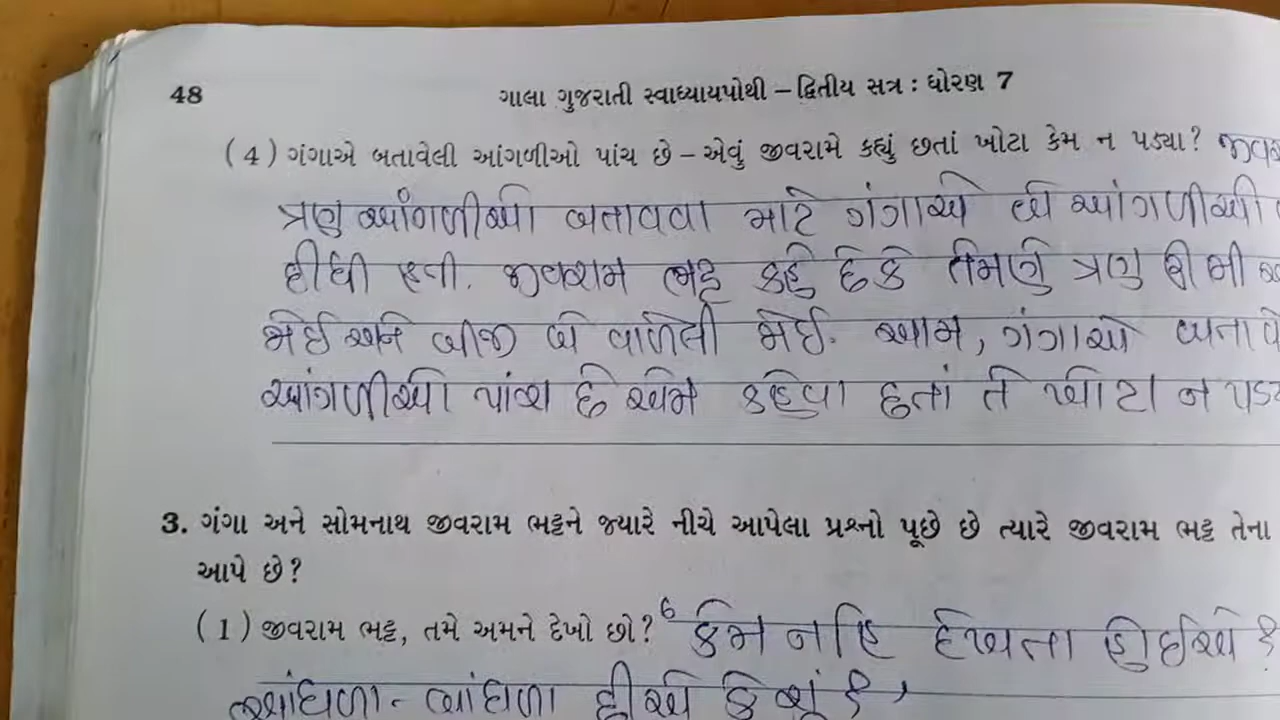 48 ગાલા ગુજરાતી સ્વાધ્યાયપોથી – દ્વિતીય સત્ર : ધોરણ 7
(4) ગંગાએ બતાવેલી આંગળીઓ પાંચ છે – એવું જીવરામે કહ્યું છતાં ખોટા કેમ ન પડ્યા?
ત્રણ આંગળીઓ બતાવવા માટે ગંગાએ બે આંગળીઓ
દીધી હતી. જીવરામ ભટ્ટ કહે છે કે તેમણે ત્રણ ઊભી
જોઈ અને બીજી બે વાળેલી જોઈ. આમ, ગંગાએ
આંગળીઓ પાંચ છે એમ કહેવા છતાં તે ખોટા ન
3. ગંગા અને સોમનાથ જીવરામ ભટ્ટને જ્યારે નીચે આપેલા પ્રશ્નો પૂછે છે ત્યારે જીવરામ ભટ્ટ તેના
આપે છે?
(1) જીવરામ ભટ્ટ, તમે અમને દેખો છો? કેમ નહિ દેખતા હોઈએ ?
આંધળા - બાંધળા છીએ કે શું ?